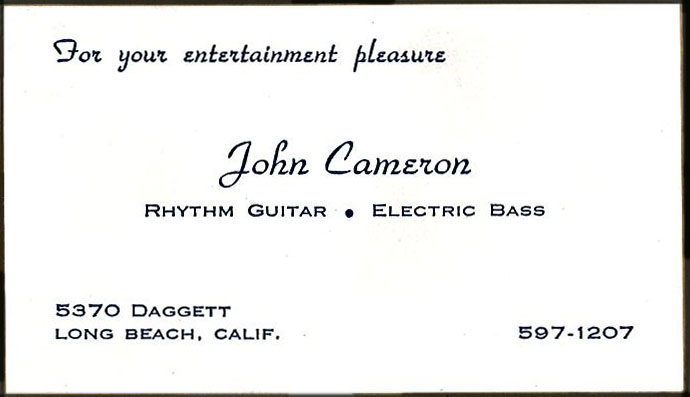 For your entertainment pleasure
John Cameron
RHYTHM GUITAR • ELECTRIC BASS
5370 DAGGETT
LONG BEACH, CALIF.
597-1207